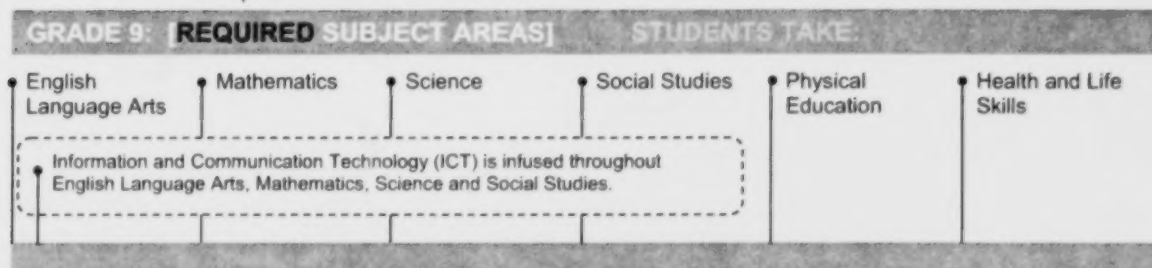 GRADE 9: [REQUIRED SUBJECT AREAS] STUDENTS TAKE:
English
Language Arts
Mathematics
Science
Social Studies
Physical
Education
Health and Life
Skills
Information and Communication Technology (ICT) is infused throughout
English Language Arts, Mathematics, Science and Social Studies.